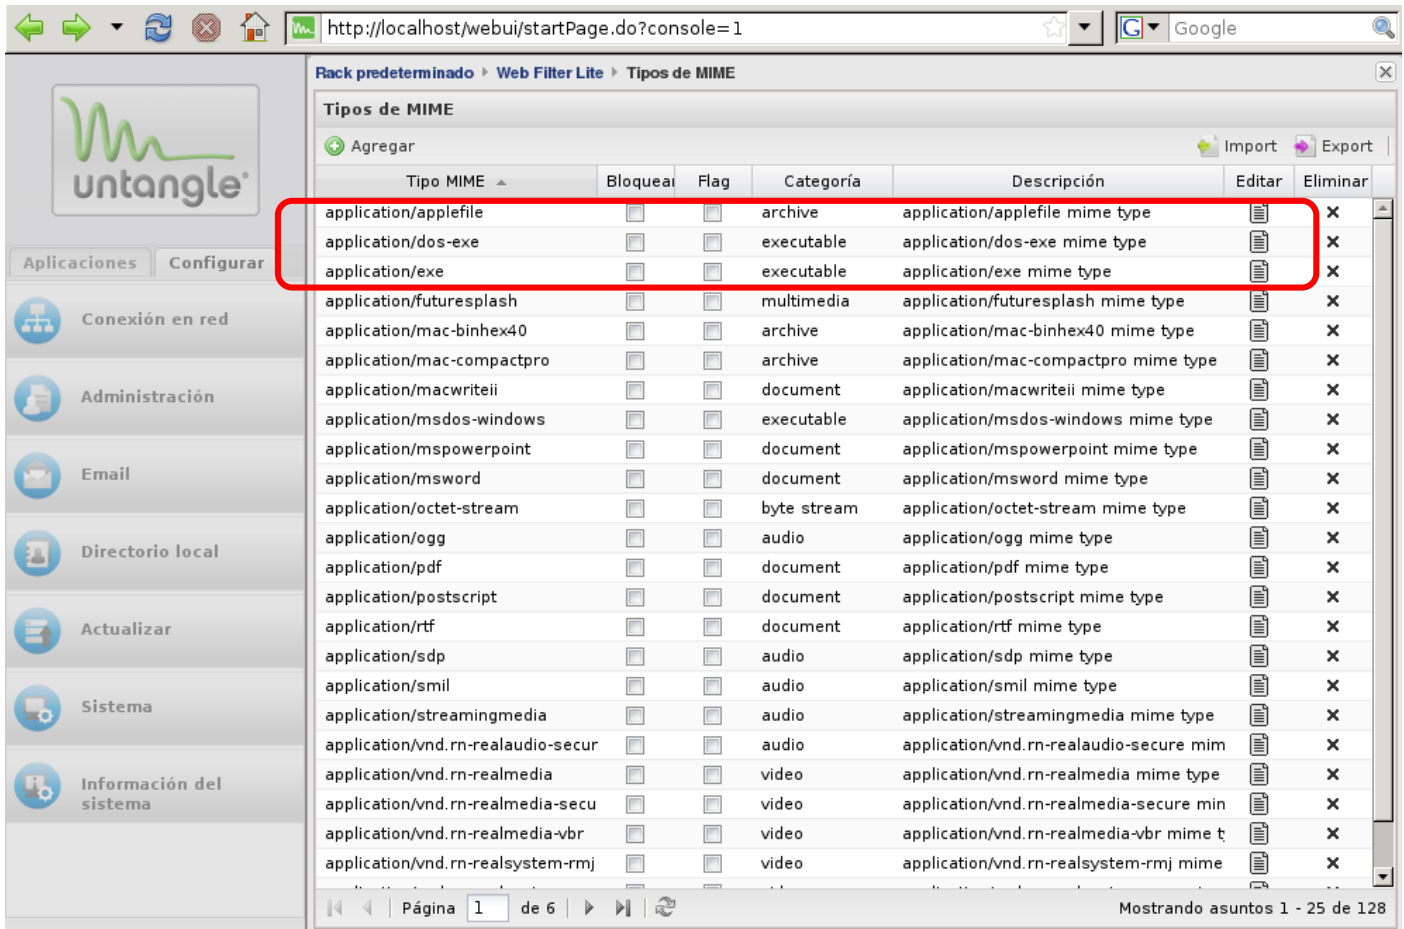 http://localhost/webui/startPage.do?console=1
Google
untangle
Aplicaciones
Configurar
Conexión en red
Administración
Email
Directorio local
Actualizar
Sistema
Información del
sistema
Rack predeterminado Web Filter Lite Tipos de MIME
Tipos de MIME
Agregar Import Export
Tipo MIME Bloquear Flag Categoría Descripción Editar Eliminar
application/applefile archive application/applefile mime type
application/dos-exe executable application/dos-exe mime type
application/exe executable application/exe mime type
application/futuresplash multimedia application/futuresplash mime type
application/mac-binhex40 archive application/mac-binhex40 mime type
application/mac-compactpro archive application/mac-compactpro mime type
application/macwriteii document application/macwriteii mime type
application/msdos-windows executable application/msdos-windows mime type
application/mspowerpoint document application/mspowerpoint mime type
application/msword document application/msword mime type
application/octet-stream byte stream application/octet-stream mime type
application/ogg audio application/ogg mime type
application/pdf document application/pdf mime type
application/postscript document application/postscript mime type
application/rtf document application/rtf mime type
application/sdp audio application/sdp mime type
application/smil audio application/smil mime type
application/streamingmedia audio application/streamingmedia mime type
application/vnd.rn-realaudio-secur audio application/vnd.rn-realaudio-secure mim
application/vnd.rn-realmedia video application/vnd.rn-realmedia mime type
application/vnd.rn-realmedia-secu video application/vnd.rn-realmedia-secure min
application/vnd.rn-realmedia-vbr video application/vnd.rn-realmedia-vbr mime t
application/vnd.rn-realsystem-rmj video application/vnd.rn-realsystem-rmj mime
Página 1 de 6 Mostrando asuntos 1 - 25 de 128